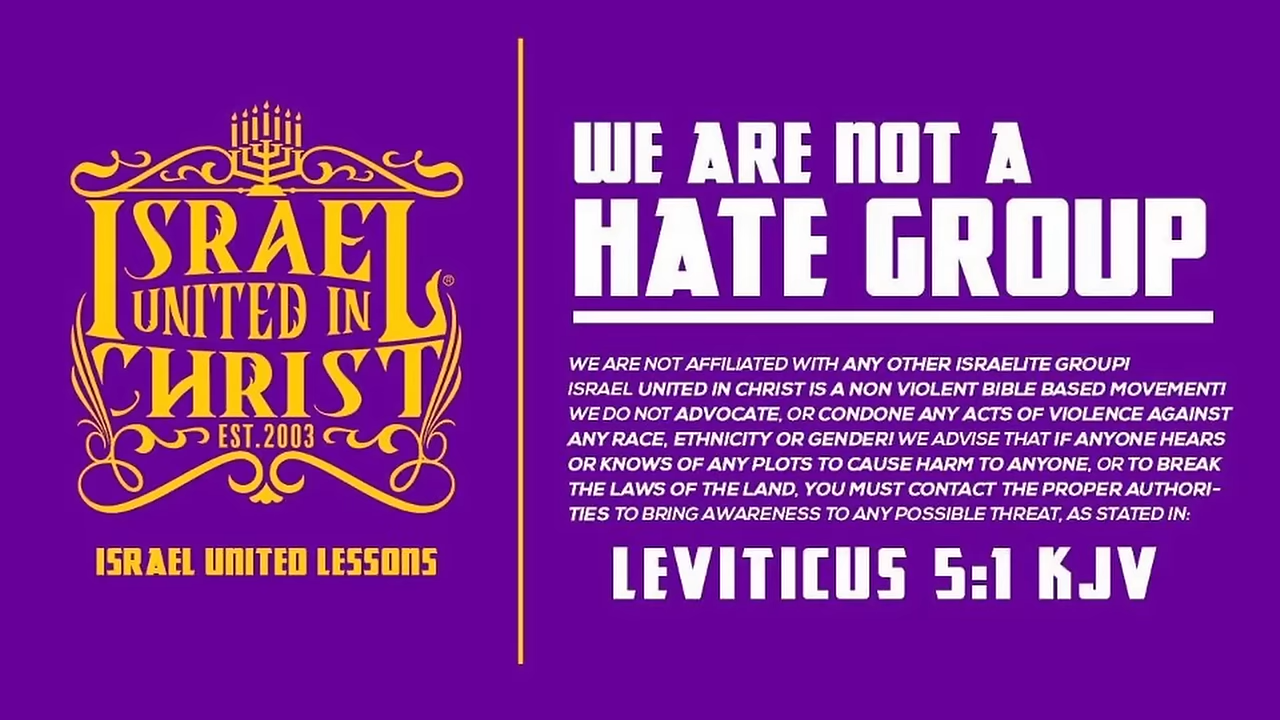 ISRAEL
UNITED IN
CHRIST
EST. 2003
®
ISRAEL UNITED LESSONS
WE ARE NOT A
HATE GROUP
WE ARE NOT AFFILIATED WITH ANY OTHER ISRAELITE GROUP!
ISRAEL UNITED IN CHRIST IS A NON VIOLENT BIBLE BASED MOVEMENT!
WE DO NOT ADVOCATE, OR CONDONE ANY ACTS OF VIOLENCE AGAINST
ANY RACE, ETHNICITY OR GENDER! WE ADVISE THAT IF ANYONE HEARS
OR KNOWS OF ANY PLOTS TO CAUSE HARM TO ANYONE, OR TO BREAK
THE LAWS OF THE LAND, YOU MUST CONTACT THE PROPER AUTHORI-
TIES TO BRING AWARENESS TO ANY POSSIBLE THREAT, AS STATED IN:
LEVITICUS 5:1 KJV